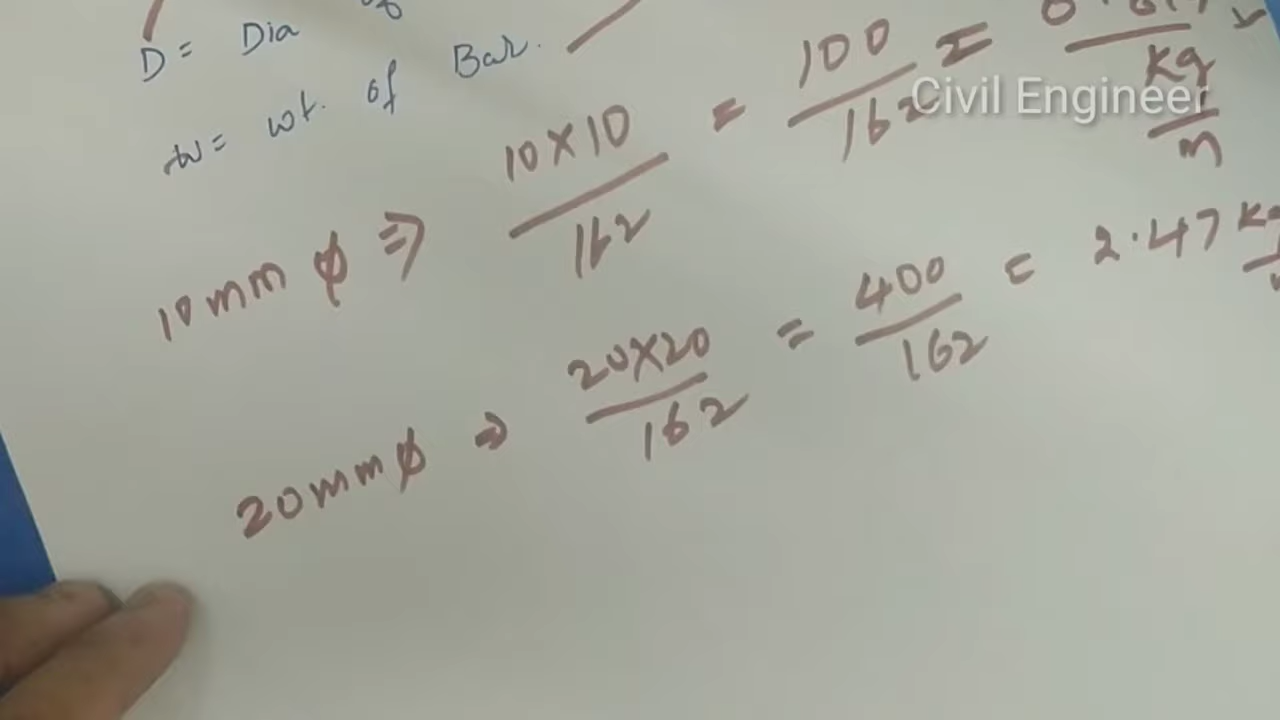 D = Dia
w = wt. of Bar.
10mm ϕ ⇒ 10×10 / 162 = 100 / 162 = kg / m
20mm ϕ ⇒ 20×20 / 162 = 400 / 162 = 2.47
Civil Engineer